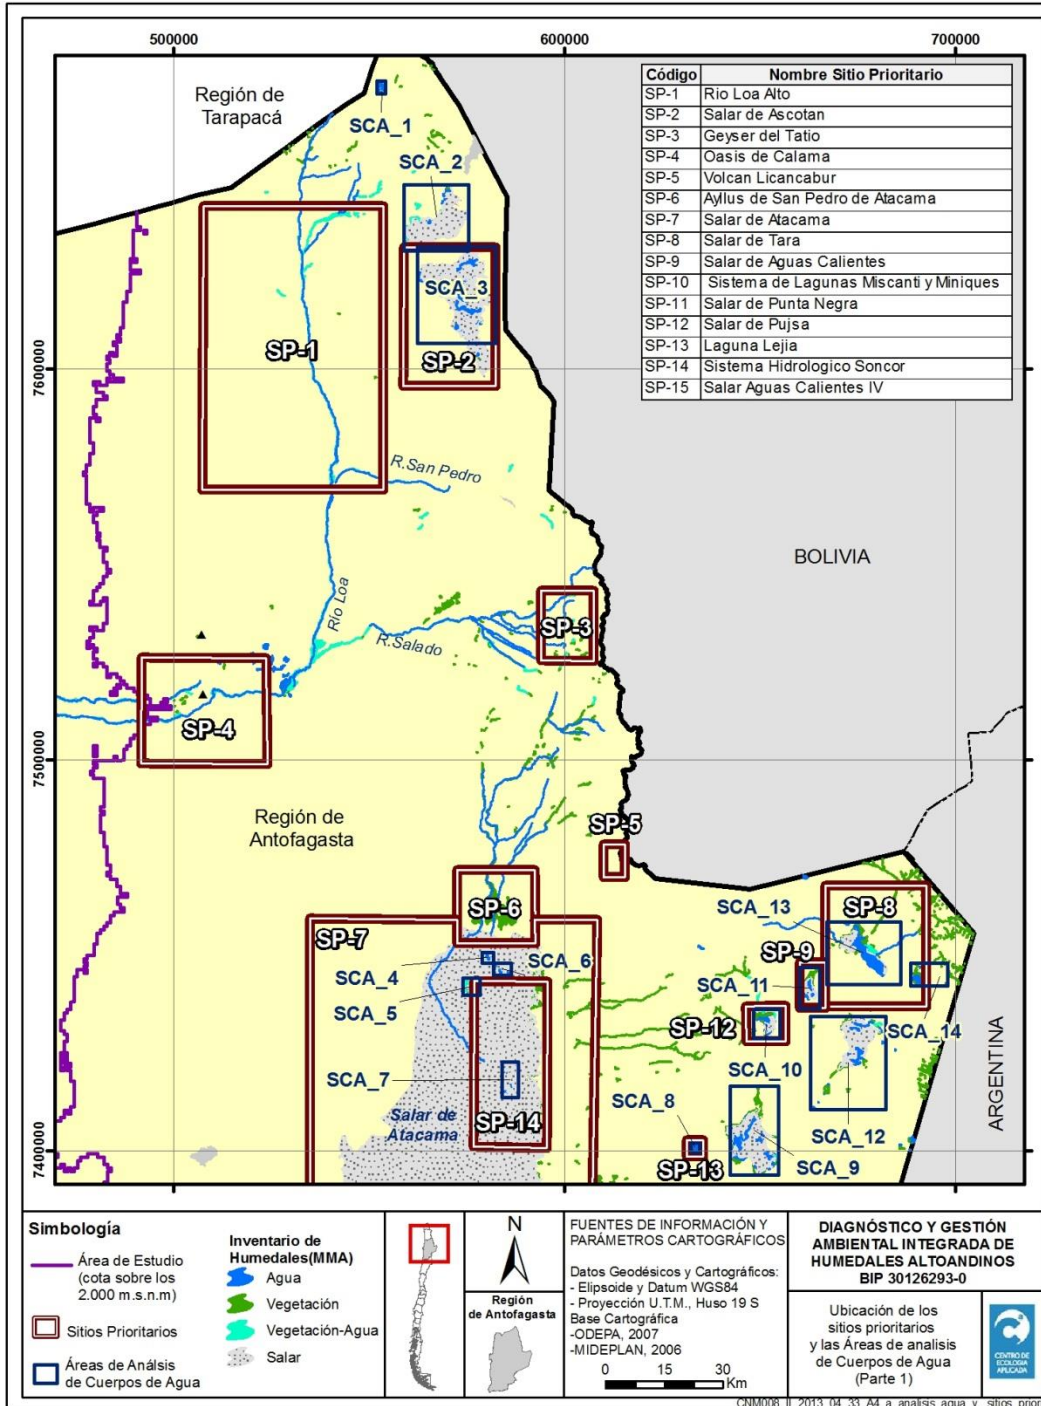 500000 600000 700000
Región de
Tarapacá
SCA_1
SCA_2
SCA_3
SP-1
SP-2
Código Nombre Sitio Prioritario
SP-1 Rio Loa Alto
SP-2 Salar de Ascotan
SP-3 Geyser del Tatio
SP-4 Oasis de Calama
SP-5 Volcan Licancabur
SP-6 Ayllus de San Pedro de Atacama
SP-7 Salar de Atacama
SP-8 Salar de Tara
SP-9 Salar de Aguas Calientes
SP-10 Sistema de Lagunas Miscanti y Miniques
SP-11 Salar de Punta Negra
SP-12 Salar de Pujsa
SP-13 Laguna Lejia
SP-14 Sistema Hidrologico Soncor
SP-15 Salar Aguas Calientes IV
7600000
R.San Pedro
BOLIVIA
Río Loa
R.Salado
SP-3
SP-4
7500000
Región de
Antofagasta
SP-5
SP-6
SP-7
SCA_4
SCA_5
SCA_6
SCA_7
SP-14
Salar de
Atacama
SCA_13
SP-8
SP-9
SCA_11
SP-12
SCA_10
SCA_14
SCA_8
SCA_12
SCA_9
SP-13
ARGENTINA
7400000
Simbología
Área de Estudio
(cota sobre los
2.000 m.s.n.m)
Sitios Prioritarios
Áreas de Análsis
de Cuerpos de Agua
Inventario de
Humedales(MMA)
Agua
Vegetación
Vegetación-Agua
Salar
N
Región
de Antofagasta
FUENTES DE INFORMACIÓN Y
PARÁMETROS CARTOGRÁFICOS
Datos Geodésicos y Cartográficos:
- Elipsoide y Datum WGS84
- Proyección U.T.M., Huso 19 S
Base Cartográfica
-ODEPA, 2007
-MIDEPLAN, 2006
0 15 30
Km
DIAGNÓSTICO Y GESTIÓN
AMBIENTAL INTEGRADA DE
HUMEDALES ALTOANDINOS
BIP 30126293-0
Ubicación de los
sitios prioritarios
y las Áreas de analisis
de Cuerpos de Agua
(Parte 1)
CENTRO DE
ECOLOGIA
APLICADA